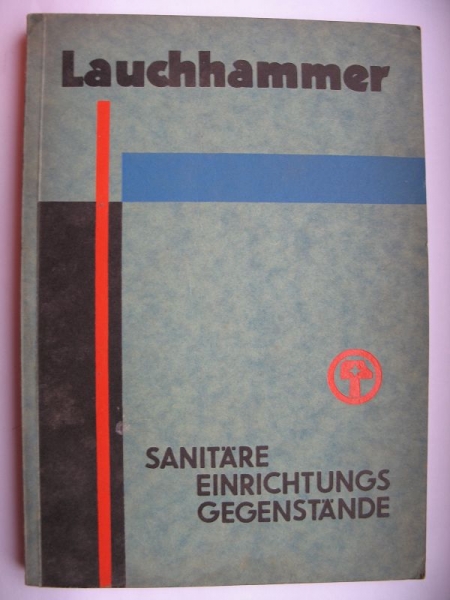 Lauchhammer
SANITÄRE
EINRICHTUNGS
GEGENSTÄNDE